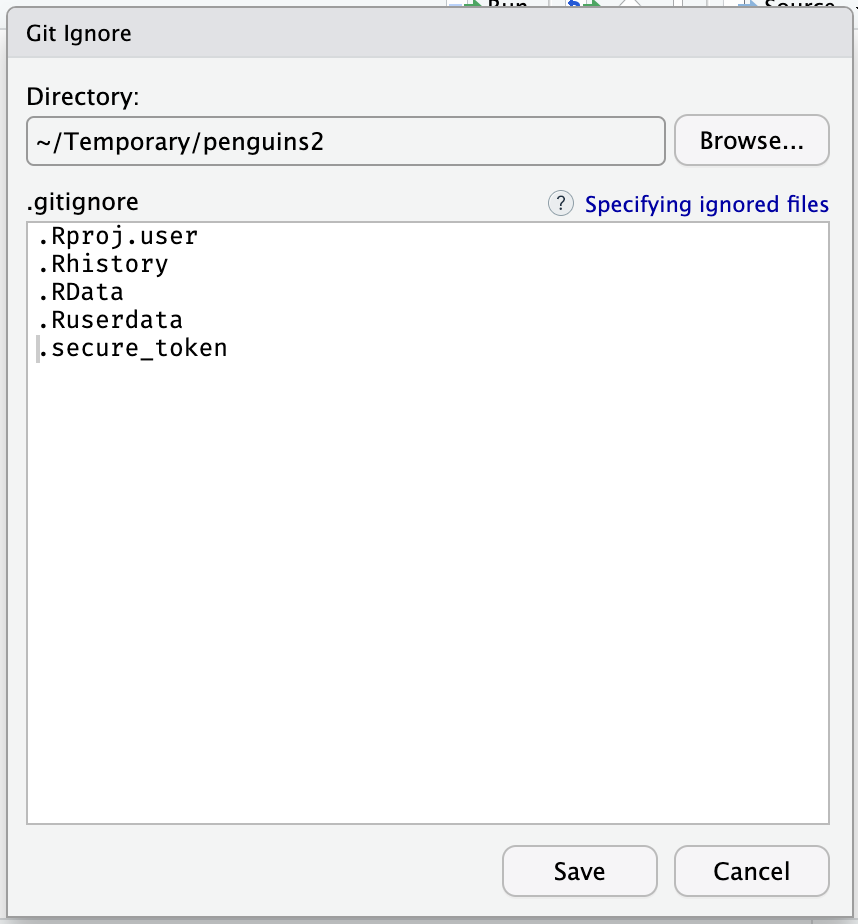 Git Ignore
Directory:
~/Temporary/penguins2
Browse...
.gitignore
? Specifying ignored files
.Rproj.user
.Rhistory
.RData
.Ruserdata
.secure_token
Save
Cancel